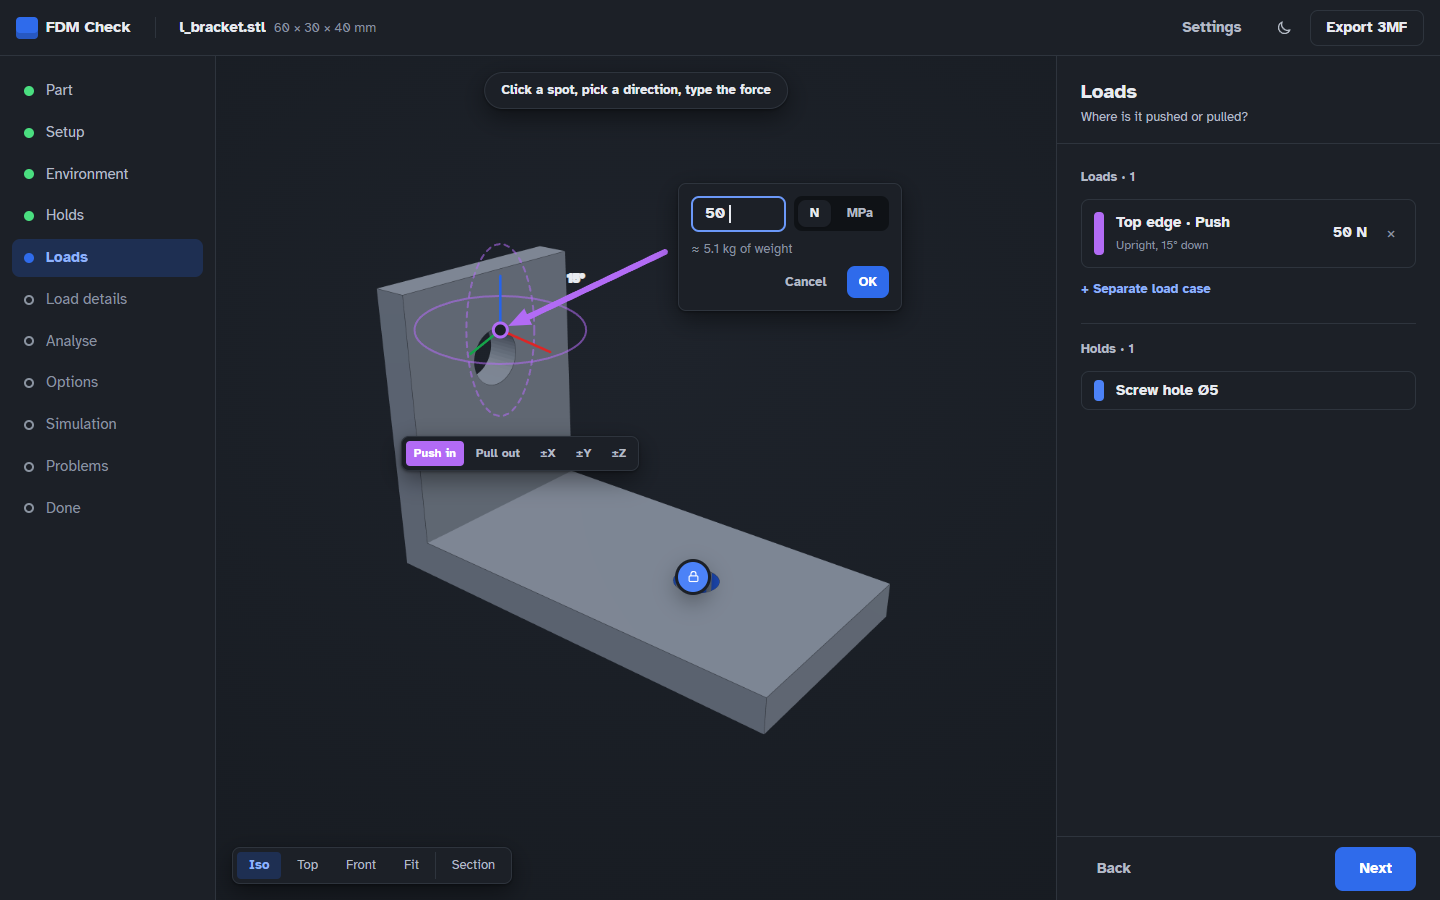 FDM Check
l_bracket.stl 60 × 30 × 40 mm
Settings
Export 3MF
Part
Setup
Environment
Holds
Loads
Load details
Analyse
Options
Simulation
Problems
Done
Click a spot, pick a direction, type the force
50
N
MPa
≈ 5.1 kg of weight
Cancel
OK
Push in
Pull out
±X
±Y
±Z
Iso
Top
Front
Fit
Section
Loads
Where is it pushed or pulled?
Loads · 1
Top edge · Push
Upright, 15° down
50 N ×
+ Separate load case
Holds · 1
Screw hole Ø5
Back
Next